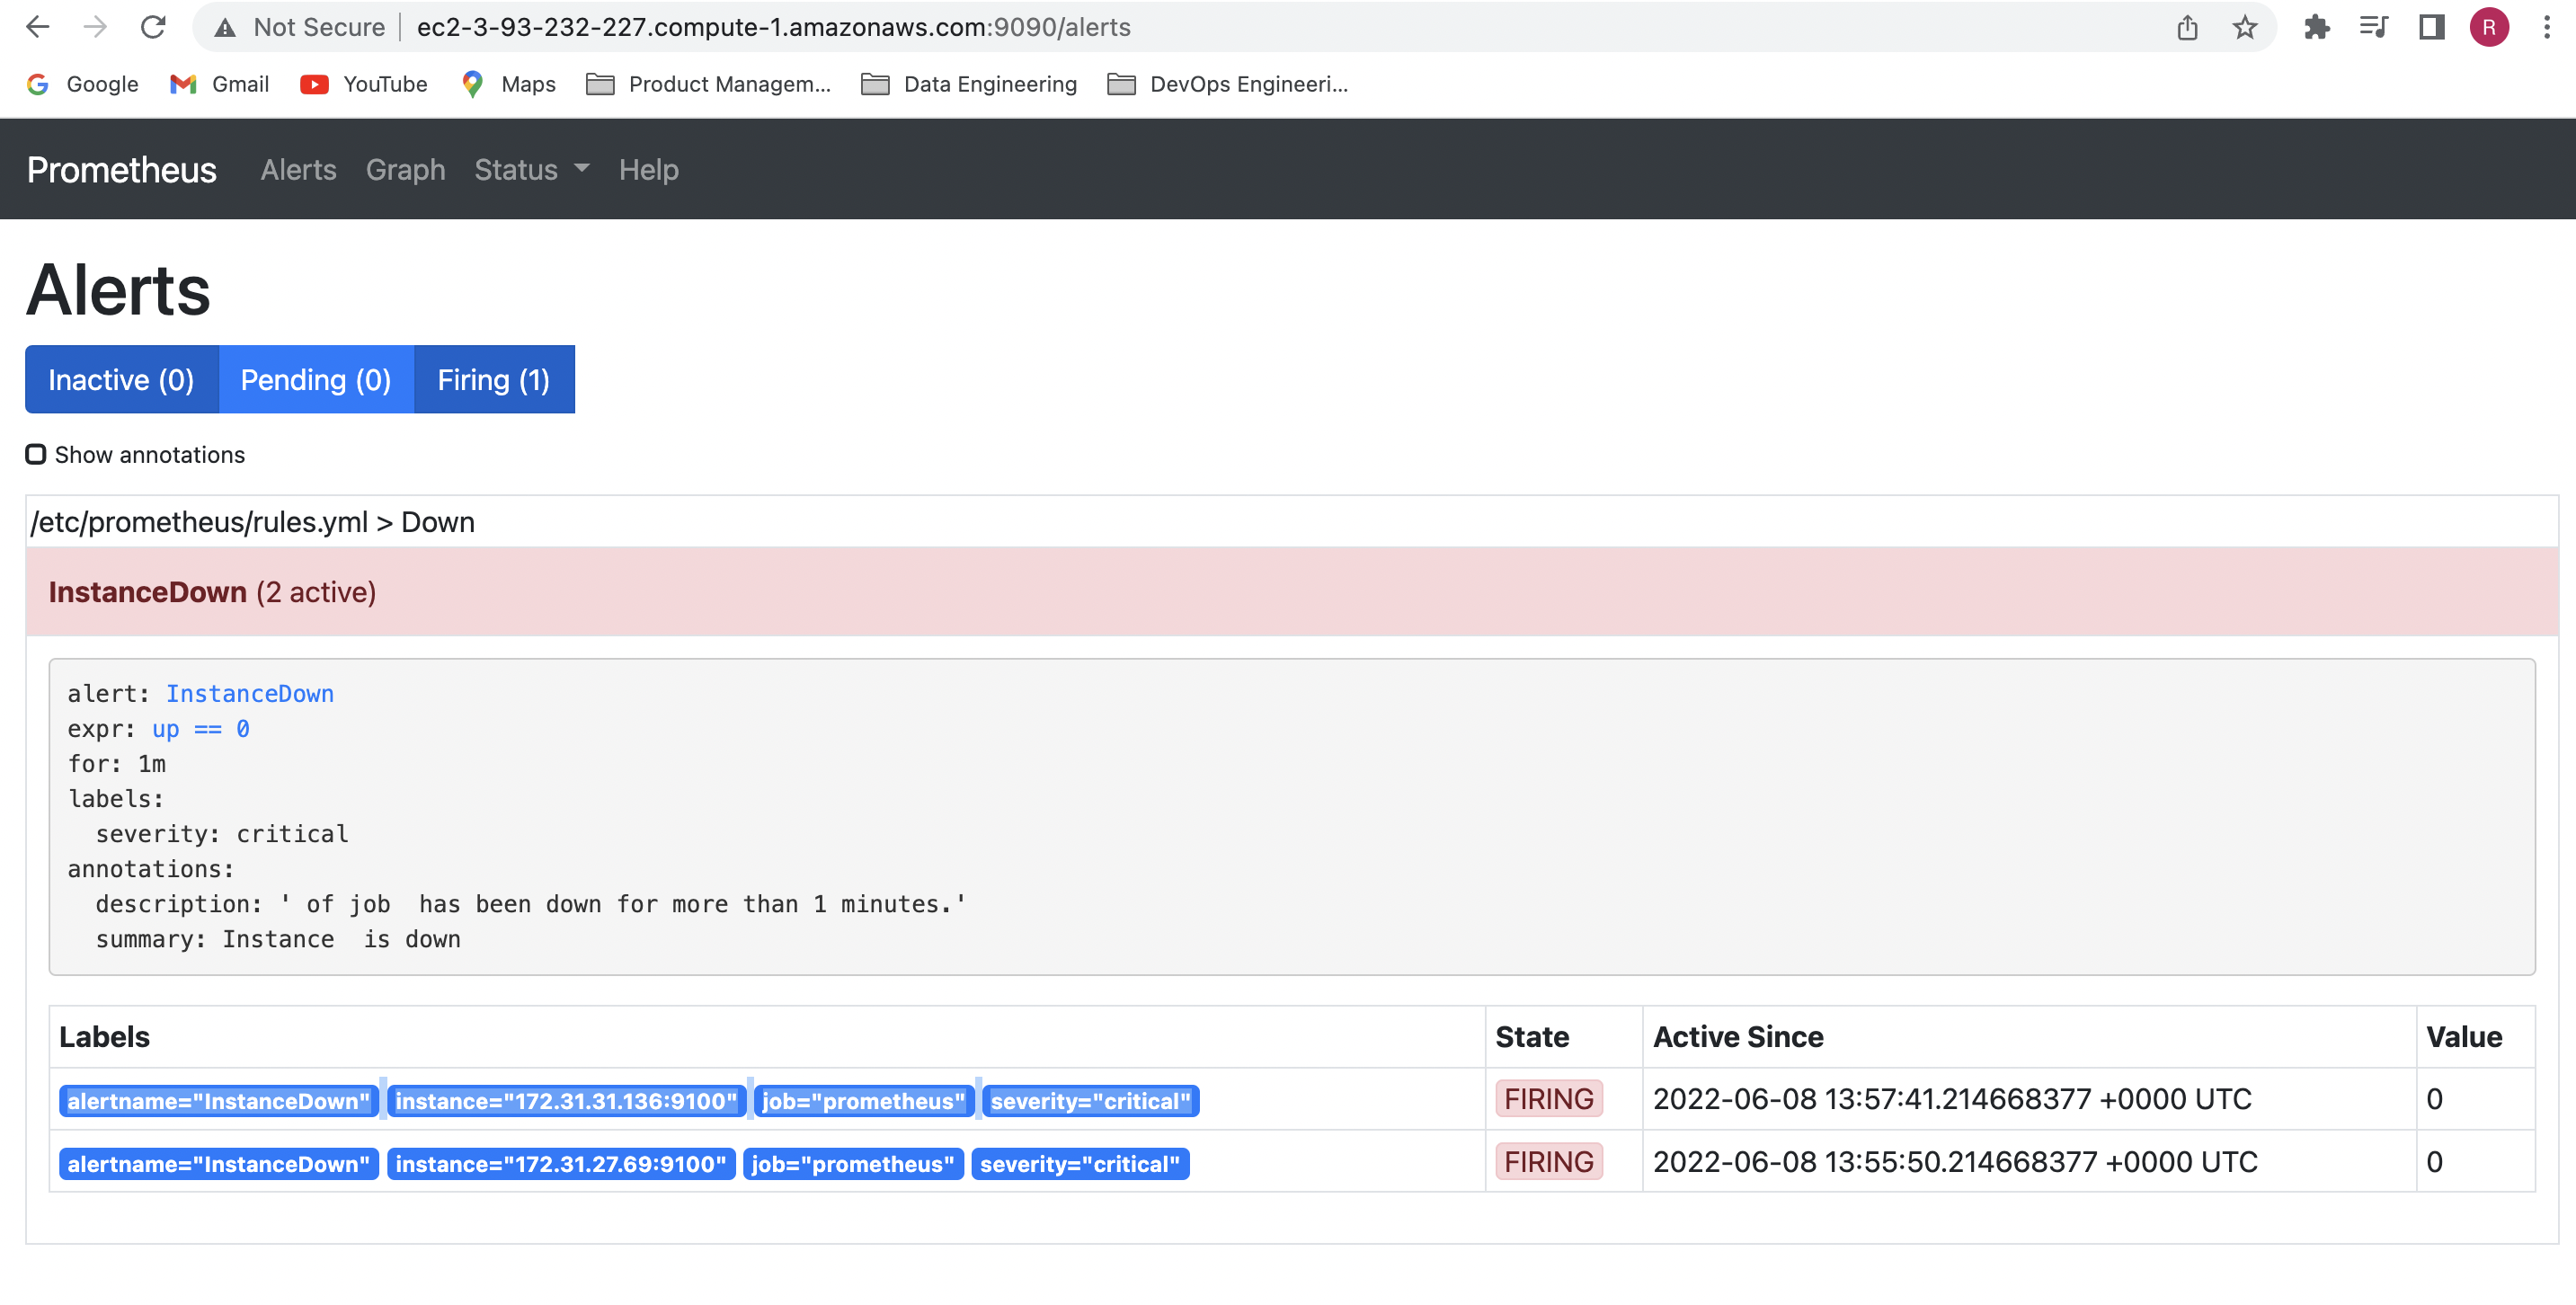 Not Secure | ec2-3-93-232-227.compute-1.amazonaws.com:9090/alerts R
Google Gmail YouTube Maps Product Managem... Data Engineering DevOps Engineeri...
Prometheus Alerts Graph Status Help
Alerts
Inactive (0) Pending (0) Firing (1)
Show annotations
/etc/prometheus/rules.yml > Down
InstanceDown (2 active)
alert: InstanceDown
expr: up == 0
for: 1m
labels:
  severity: critical
annotations:
  description: ' of job  has been down for more than 1 minutes.'
  summary: Instance  is down
Labels State Active Since Value
alertname="InstanceDown" instance="172.31.31.136:9100" job="prometheus" severity="critical" FIRING 2022-06-08 13:57:41.214668377 +0000 UTC 0
alertname="InstanceDown" instance="172.31.27.69:9100" job="prometheus" severity="critical" FIRING 2022-06-08 13:55:50.214668377 +0000 UTC 0